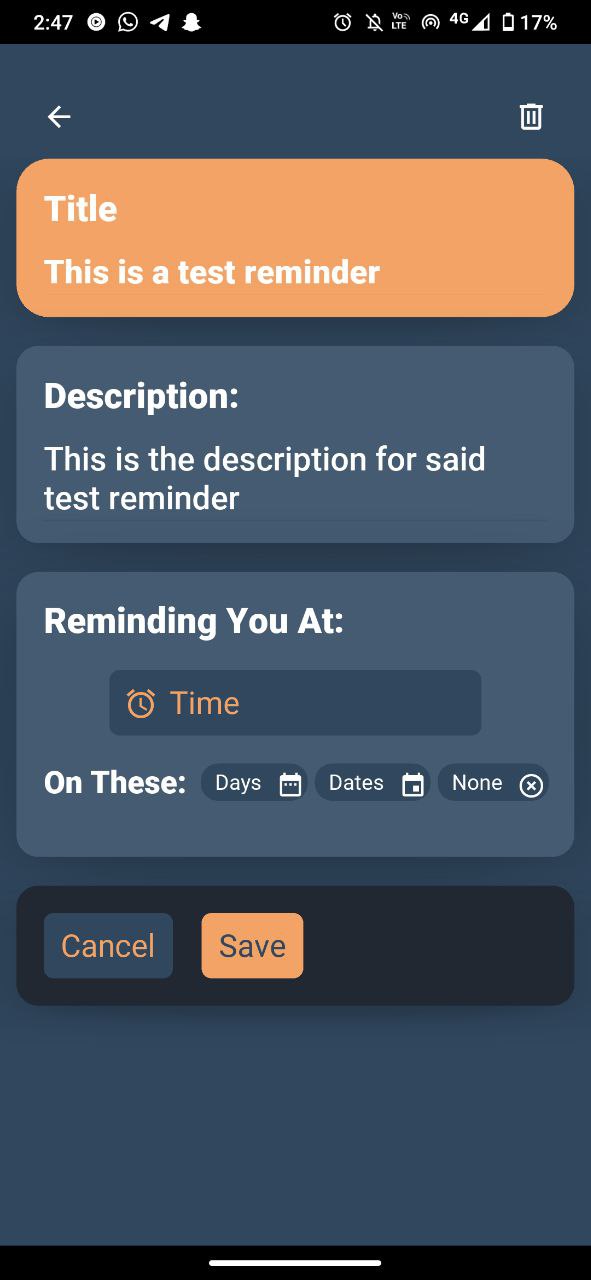 2:47
Vo LTE
4G
17%
Title
This is a test reminder
Description:
This is the description for said
test reminder
Reminding You At:
Time
On These: Days Dates None
Cancel Save